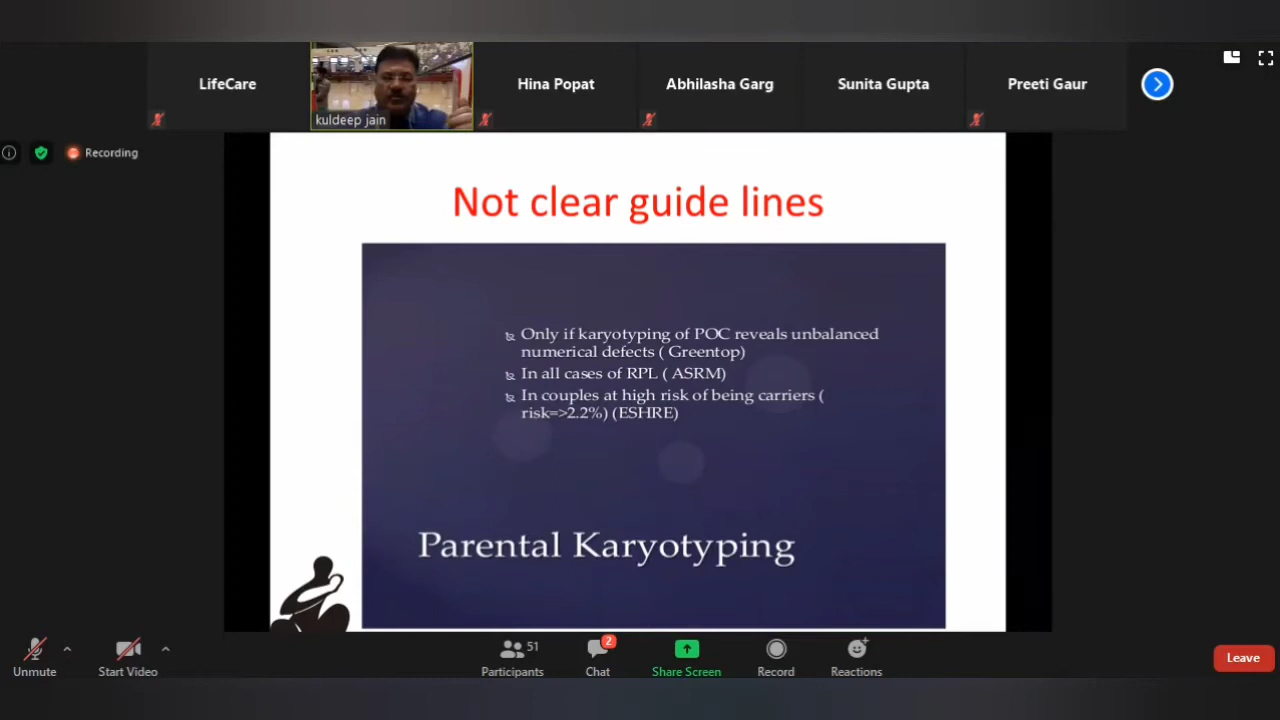 LifeCare
kuldeep jain
Hina Popat
Abhilasha Garg
Sunita Gupta
Preeti Gaur
Recording
Not clear guide lines
Only if karyotyping of POC reveals unbalanced
numerical defects ( Greentop)
In all cases of RPL ( ASRM)
In couples at high risk of being carriers (
risk=>2.2%) (ESHRE)
Parental Karyotyping
Unmute
Start Video
51
Participants
2
Chat
Share Screen
Record
Reactions
Leave